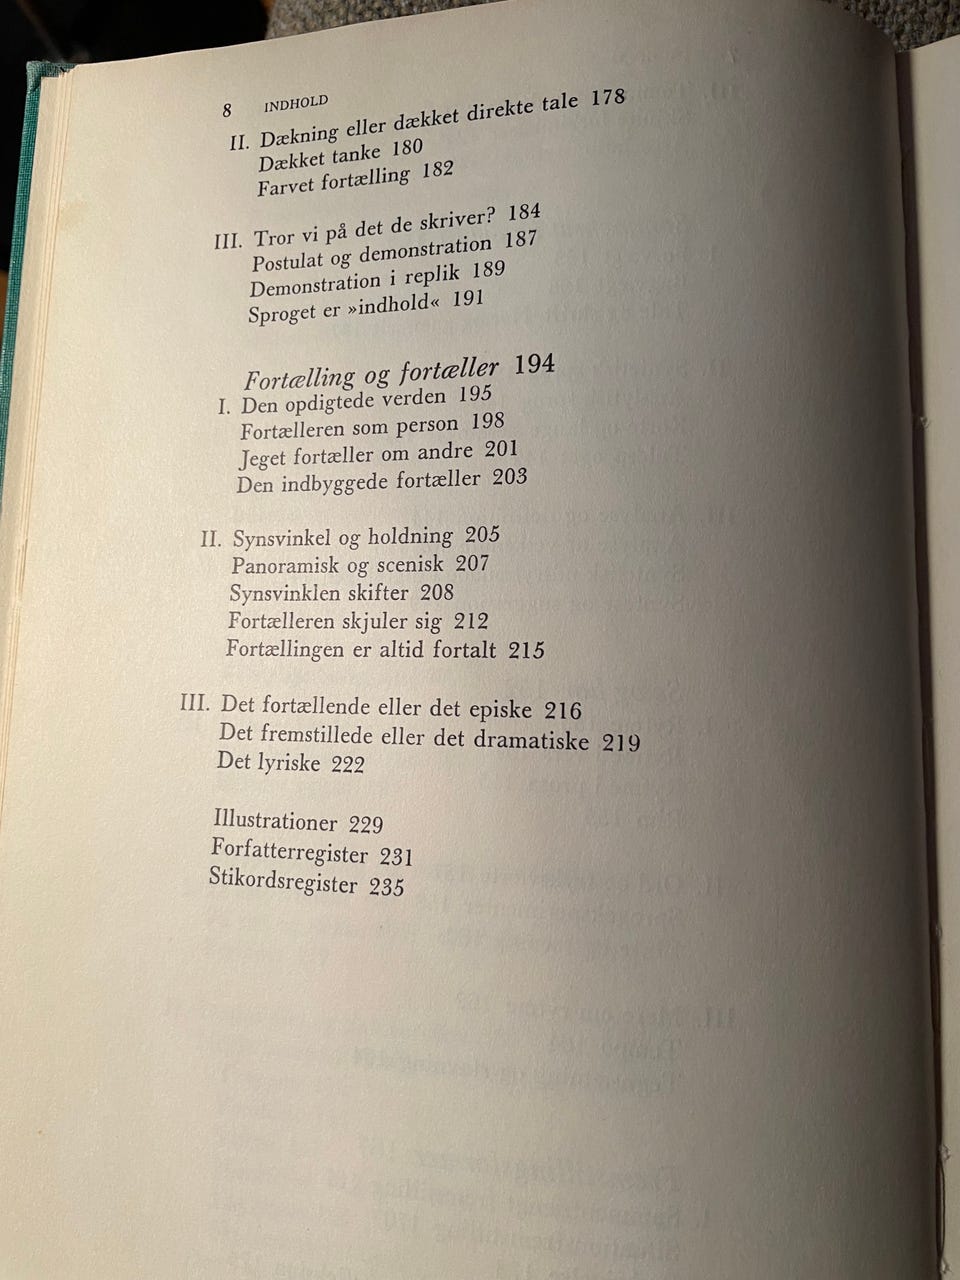 8 INDHOLD
II. Dækning eller dækket direkte tale 178
Dækket tanke 180
Farvet fortælling 182
III. Tror vi på det de skriver? 184
Postulat og demonstration 187
Demonstration i replik 189
Sproget er »indhold« 191
Fortælling og fortæller 194
I. Den opdigtede verden 195
Fortælleren som person 198
Jeget fortæller om andre 201
Den indbyggede fortæller 203
II. Synsvinkel og holdning 205
Panoramisk og scenisk 207
Synsvinklen skifter 208
Fortælleren skjuler sig 212
Fortællingen er altid fortalt 215
III. Det fortællende eller det episke 216
Det fremstillede eller det dramatiske 219
Det lyriske 222
Illustrationer 229
Forfatterregister 231
Stikordsregister 235